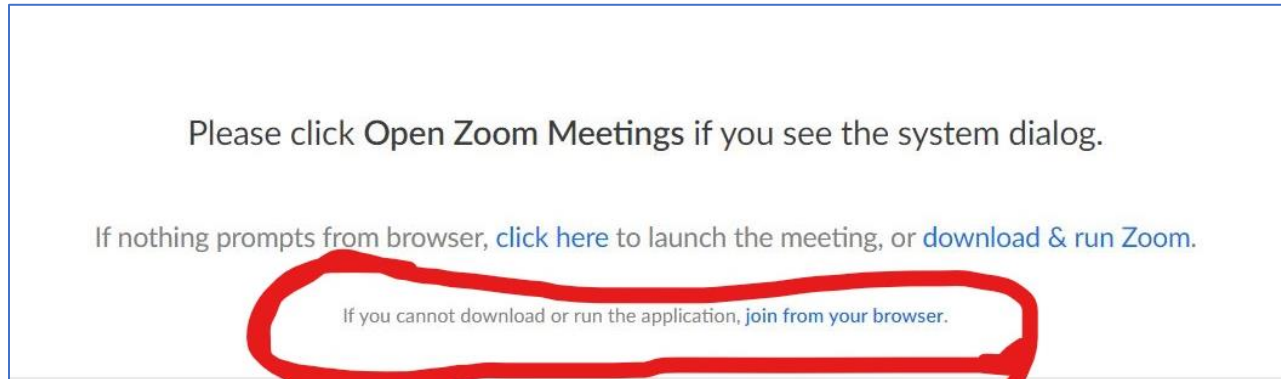 Please click Open Zoom Meetings if you see the system dialog.
If nothing prompts from browser, click here to launch the meeting, or download & run Zoom.
If you cannot download or run the application, join from your browser.